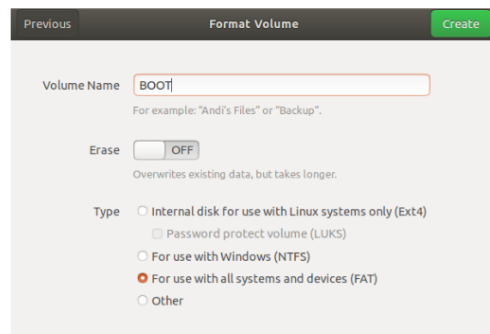 Previous Format Volume Create
Volume Name BOOT
For example: "Andi's Files" or "Backup".
Erase OFF
Overwrites existing data, but takes longer.
Type Internal disk for use with Linux systems only (Ext4)
Password protect volume (LUKS)
For use with Windows (NTFS)
For use with all systems and devices (FAT)
Other